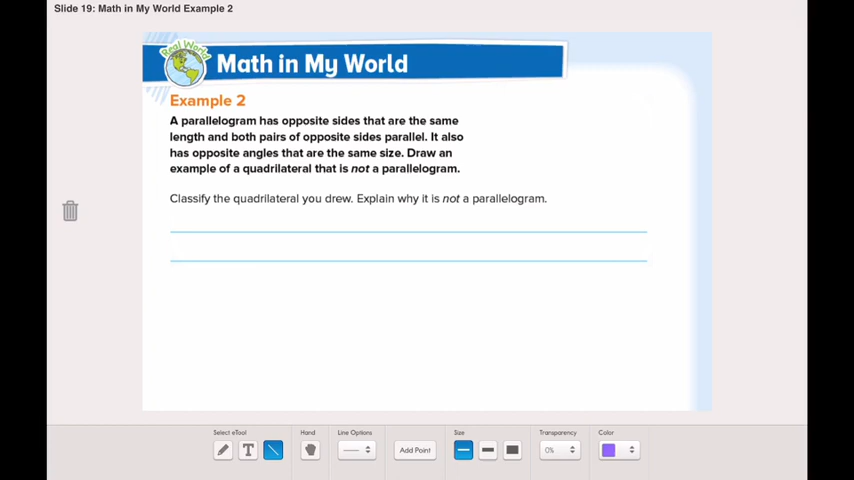 Slide 19: Math in My World Example 2
Real World
Math in My World
Example 2
A parallelogram has opposite sides that are the same
length and both pairs of opposite sides parallel. It also
has opposite angles that are the same size. Draw an
example of a quadrilateral that is not a parallelogram.
Classify the quadrilateral you drew. Explain why it is not a parallelogram.
Select eTool
Hand
Line Options
Size
Transparency
Color
T
Add Point
0%